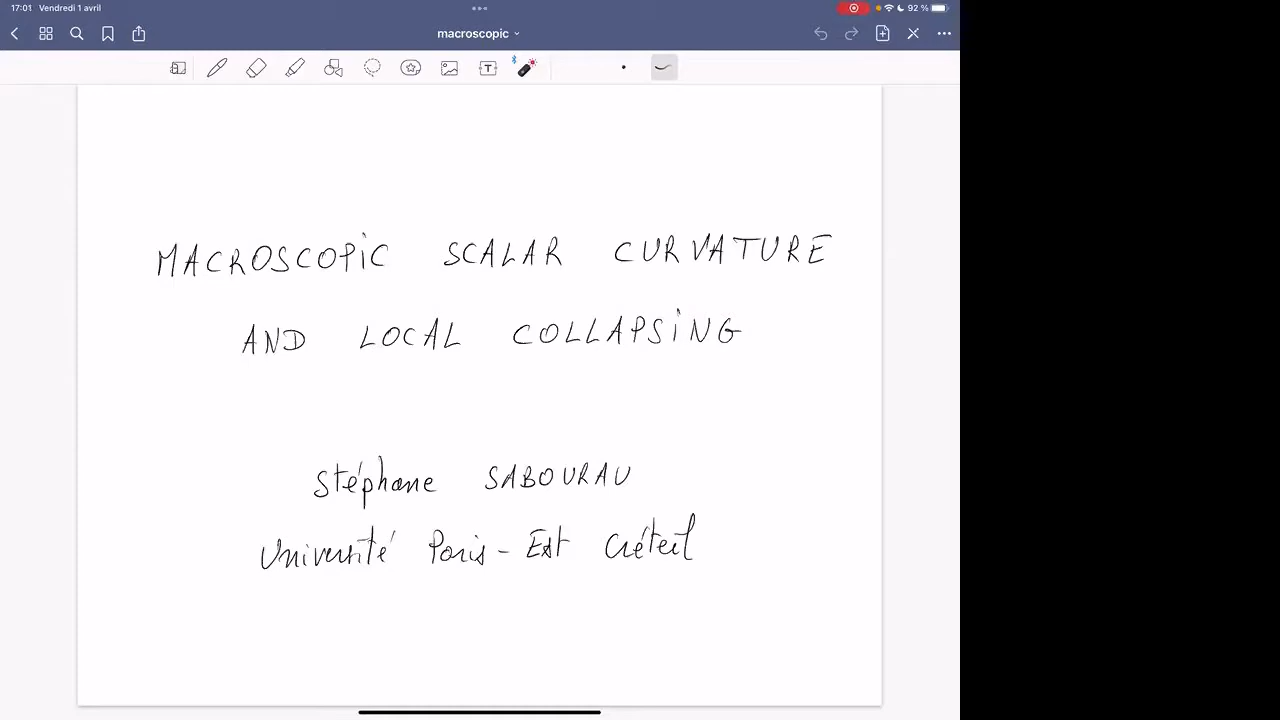 17:01 Vendredi 1 avril
92 %
macroscopic
MACROSCOPIC SCALAR CURVATURE
AND LOCAL COLLAPSING
Stéphane SABOURAU
Université Paris-Est Créteil